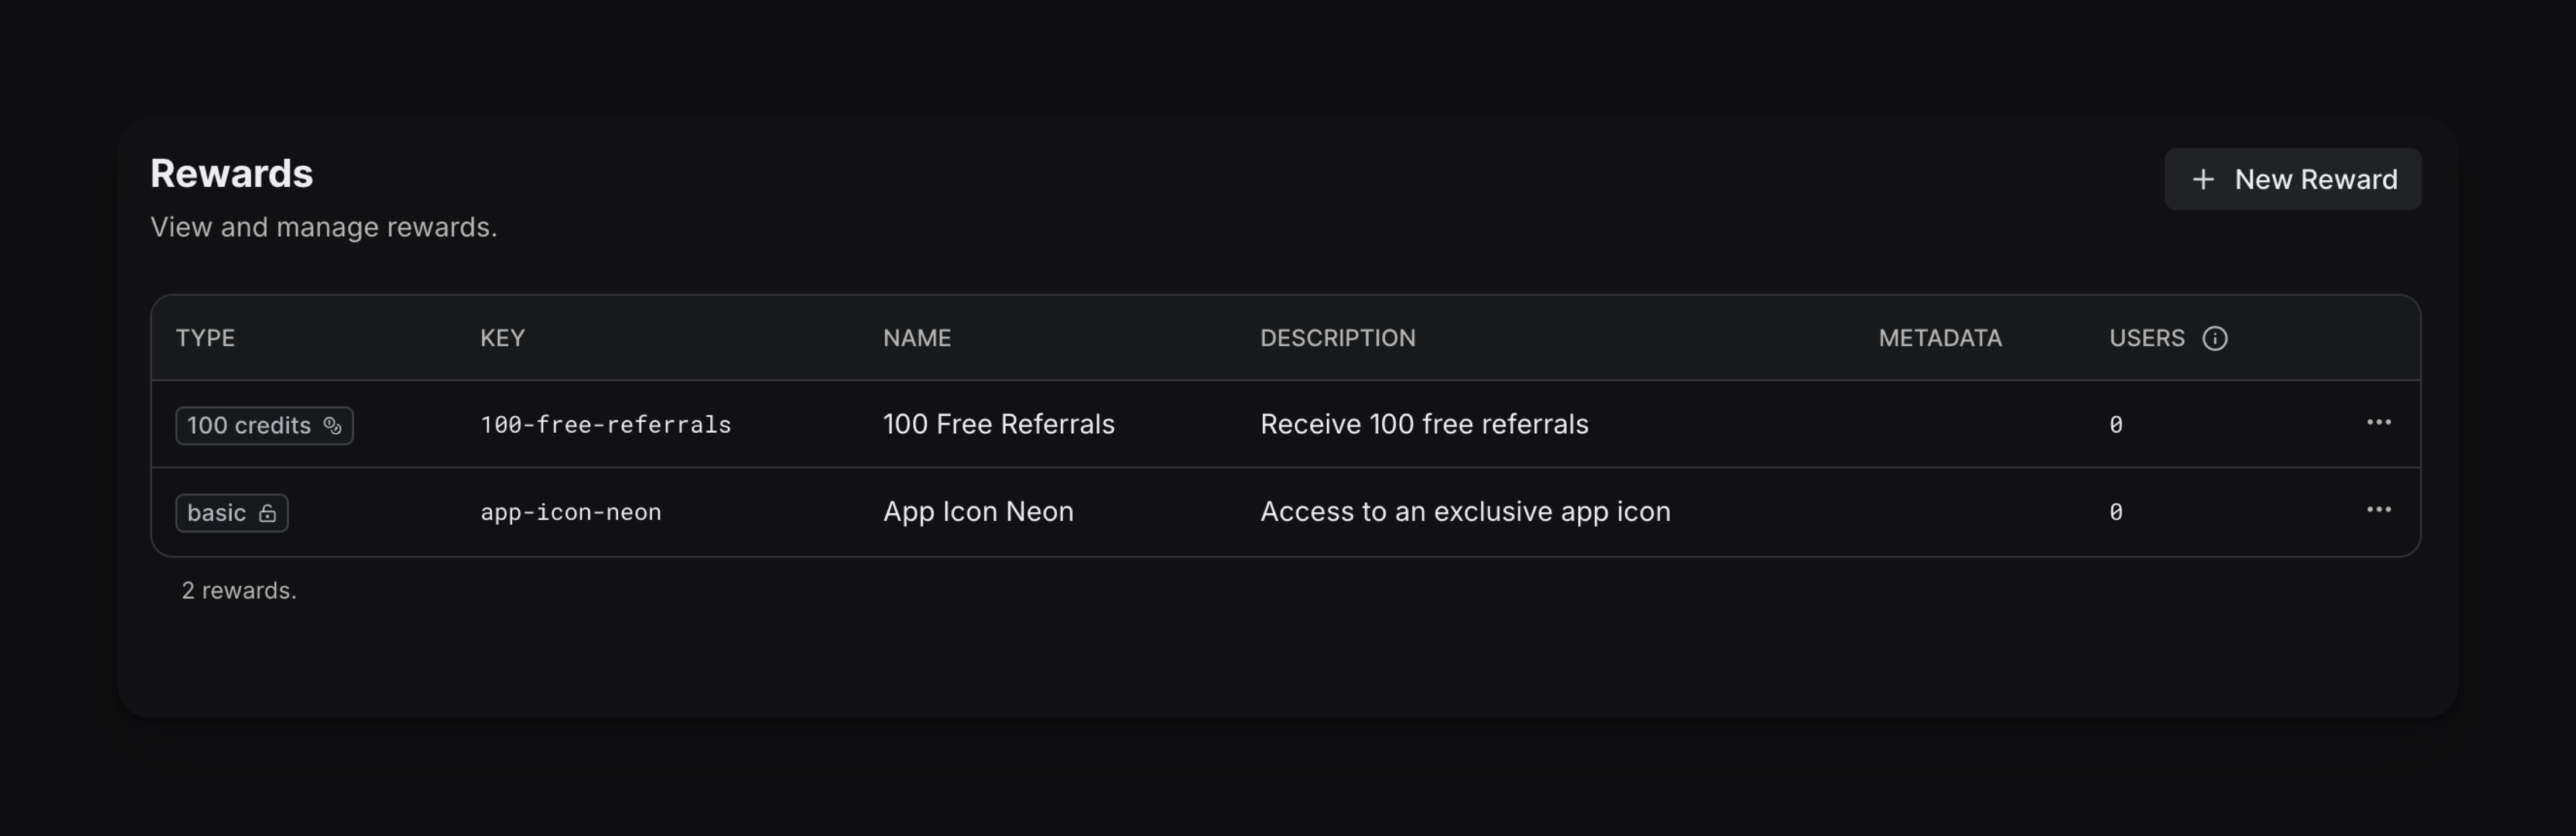 Rewards
New Reward
View and manage rewards.
TYPE KEY NAME DESCRIPTION METADATA USERS
100 credits 100-free-referrals 100 Free Referrals Receive 100 free referrals 0
basic app-icon-neon App Icon Neon Access to an exclusive app icon 0
2 rewards.